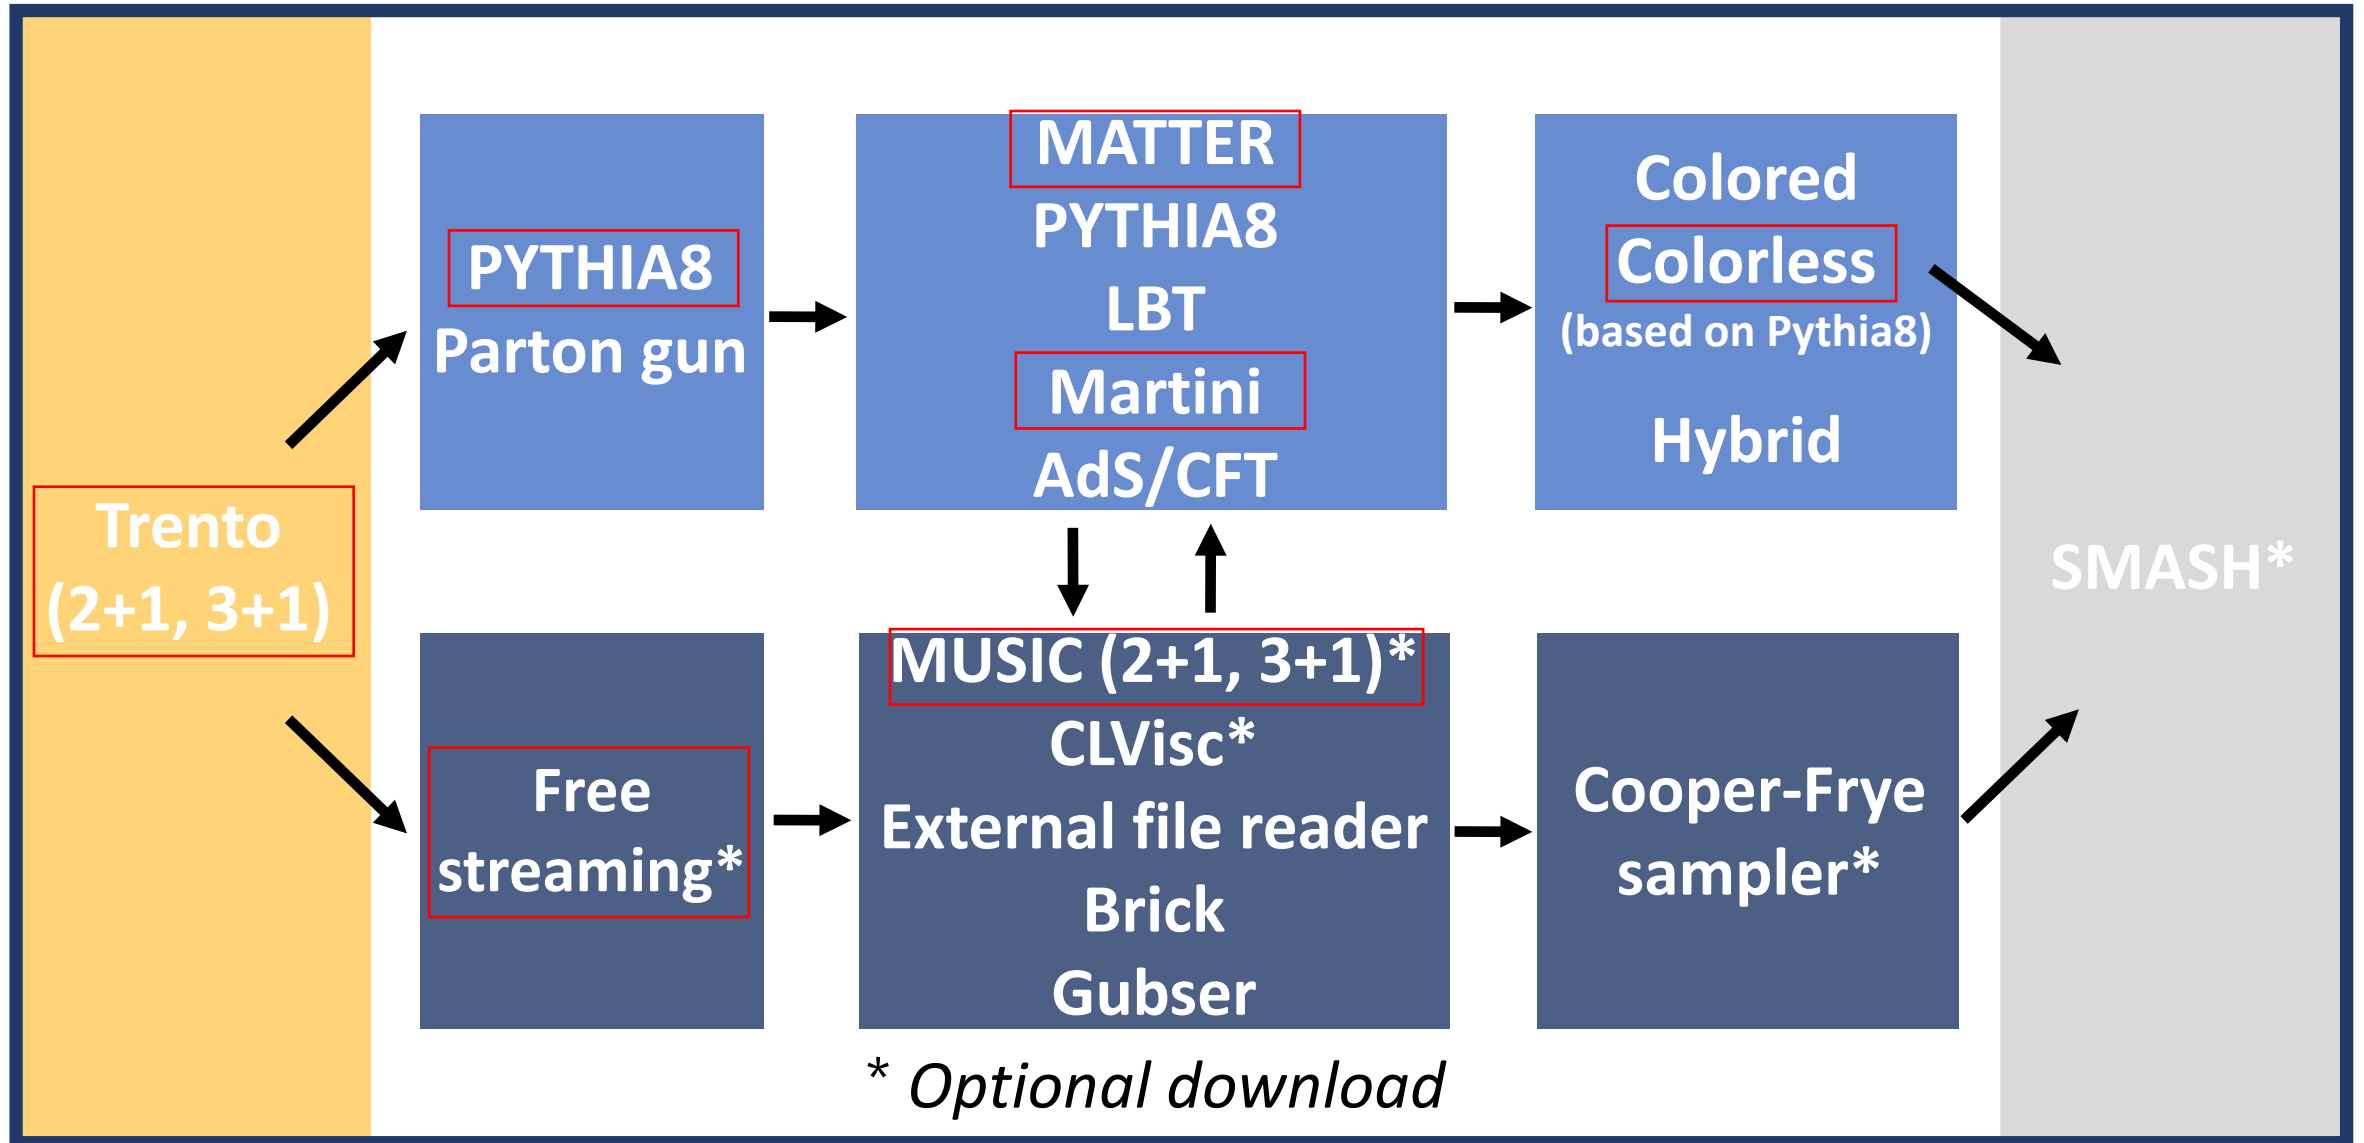 Trento
(2+1, 3+1)
PYTHIA8
Parton gun
MATTER
PYTHIA8
LBT
Martini
AdS/CFT
Colored
Colorless
(based on Pythia8)
Hybrid
Free
streaming*
MUSIC (2+1, 3+1)*
CLVisc*
External file reader
Brick
Gubser
Cooper-Frye
sampler*
SMASH*
* Optional download